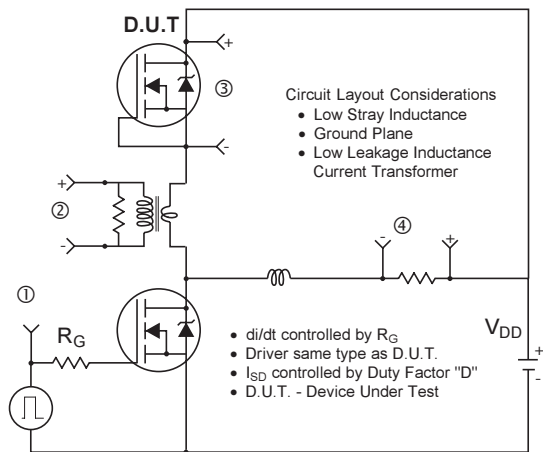 D.U.T
+
③
-
Circuit Layout Considerations
• Low Stray Inductance
• Ground Plane
• Low Leakage Inductance
Current Transformer
+
②
-
④
-
+
①
RG
• di/dt controlled by RG
• Driver same type as D.U.T.
• ISD controlled by Duty Factor "D"
• D.U.T. - Device Under Test
VDD
+
-